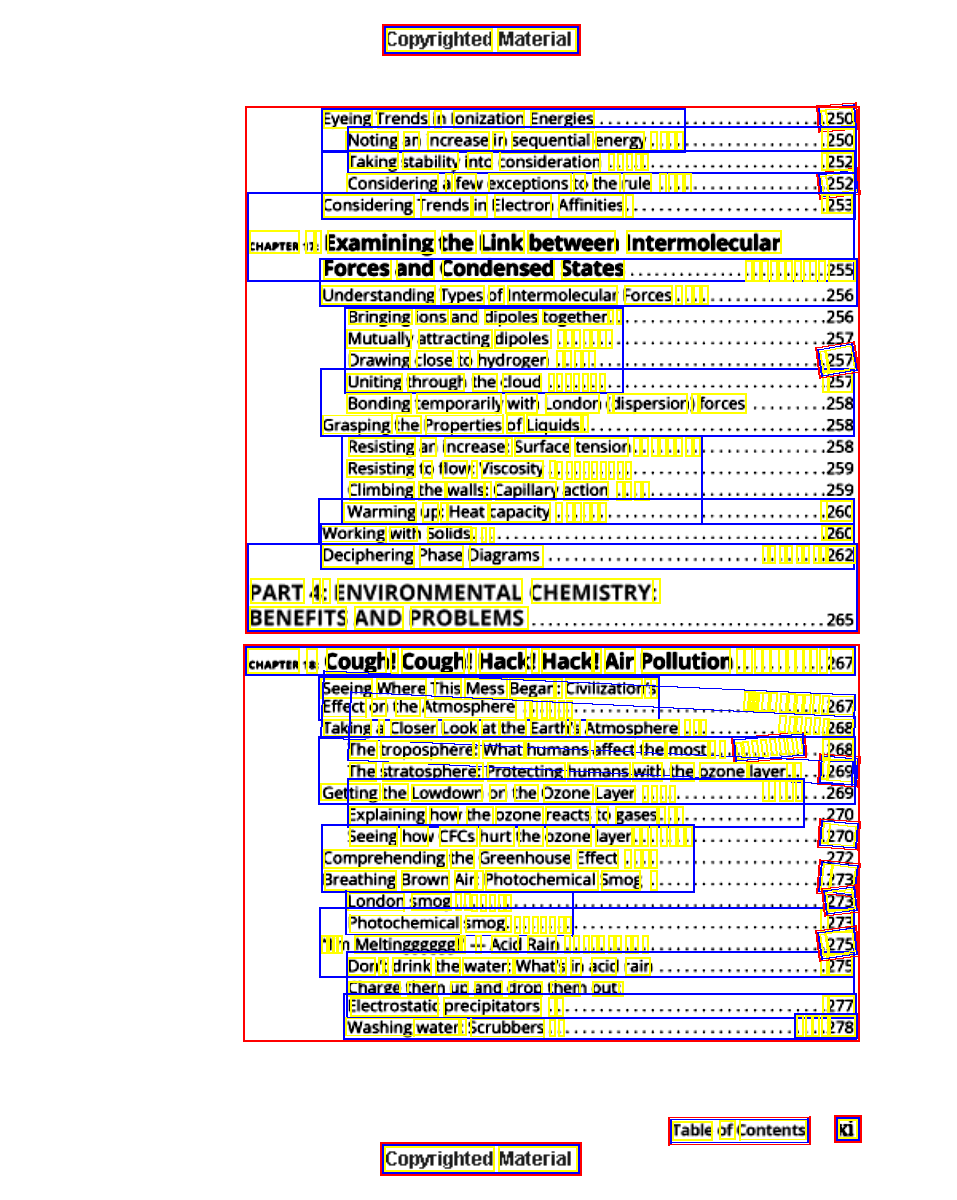 Copyrighted Material
Eyeing Trends in Ionization Energies . . . . . . . . . . . . . . . . . . . . . . . . . . . . 250
Noting an increase in sequential energy . . . . . . . . . . . . . . . . . . . . . . 250
Taking stability into consideration . . . . . . . . . . . . . . . . . . . . . . . . . . . 252
Considering a few exceptions to the rule . . . . . . . . . . . . . . . . . . . . . 252
Considering Trends in Electron Affinities . . . . . . . . . . . . . . . . . . . . . . . . 253
CHAPTER 17: Examining the Link between Intermolecular
Forces and Condensed States . . . . . . . . . . . . . . . . . . . . . . . . 255
Understanding Types of Intermolecular Forces . . . . . . . . . . . . . . . . . . 256
Bringing ions and dipoles together . . . . . . . . . . . . . . . . . . . . . . . . . . 256
Mutually attracting dipoles . . . . . . . . . . . . . . . . . . . . . . . . . . . . . . . . . 257
Drawing close to hydrogen . . . . . . . . . . . . . . . . . . . . . . . . . . . . . . . . . 257
Uniting through the cloud . . . . . . . . . . . . . . . . . . . . . . . . . . . . . . . . . . 257
Bonding temporarily with London (dispersion) forces . . . . . . . . . . 258
Grasping the Properties of Liquids . . . . . . . . . . . . . . . . . . . . . . . . . . . . . 258
Resisting an increase: Surface tension . . . . . . . . . . . . . . . . . . . . . . . 258
Resisting to flow: Viscosity . . . . . . . . . . . . . . . . . . . . . . . . . . . . . . . . . . 259
Climbing the walls: Capillary action . . . . . . . . . . . . . . . . . . . . . . . . . . 259
Warming up: Heat capacity . . . . . . . . . . . . . . . . . . . . . . . . . . . . . . . . . 260
Working with Solids . . . . . . . . . . . . . . . . . . . . . . . . . . . . . . . . . . . . . . . . . . 260
Deciphering Phase Diagrams . . . . . . . . . . . . . . . . . . . . . . . . . . . . . . . . . . 262
PART 4: ENVIRONMENTAL CHEMISTRY:
BENEFITS AND PROBLEMS . . . . . . . . . . . . . . . . . . . . . . . . . . . . . . . . . . . . 265
CHAPTER 18: Cough! Cough! Hack! Hack! Air Pollution . . . . . . . . . . . 267
Seeing Where This Mess Began: Civilization's
Effect on the Atmosphere . . . . . . . . . . . . . . . . . . . . . . . . . . . . . . . . . . . . . 267
Taking a Closer Look at the Earth's Atmosphere . . . . . . . . . . . . . . . . . 268
The troposphere: What humans affect the most . . . . . . . . . . . . . . 268
The stratosphere: Protecting humans with the ozone layer . . . . . 269
Getting the Lowdown on the Ozone Layer . . . . . . . . . . . . . . . . . . . . . . 269
Explaining how the ozone reacts to gases . . . . . . . . . . . . . . . . . . . . 270
Seeing how CFCs hurt the ozone layer . . . . . . . . . . . . . . . . . . . . . . . 270
Comprehending the Greenhouse Effect . . . . . . . . . . . . . . . . . . . . . . . . 272
Breathing Brown Air: Photochemical Smog . . . . . . . . . . . . . . . . . . . . . 273
London smog . . . . . . . . . . . . . . . . . . . . . . . . . . . . . . . . . . . . . . . . . . . . . 273
Photochemical smog . . . . . . . . . . . . . . . . . . . . . . . . . . . . . . . . . . . . . . 273
"I'm Meltingggggg!" — Acid Rain . . . . . . . . . . . . . . . . . . . . . . . . . . . . . . . 275
Don't drink the water: What's in acid rain . . . . . . . . . . . . . . . . . . . . . 275
Charge them up and drop them out:
Electrostatic precipitators . . . . . . . . . . . . . . . . . . . . . . . . . . . . . . . . . . 277
Washing water: Scrubbers . . . . . . . . . . . . . . . . . . . . . . . . . . . . . . . . . . 278
Table of Contents xi
Copyrighted Material